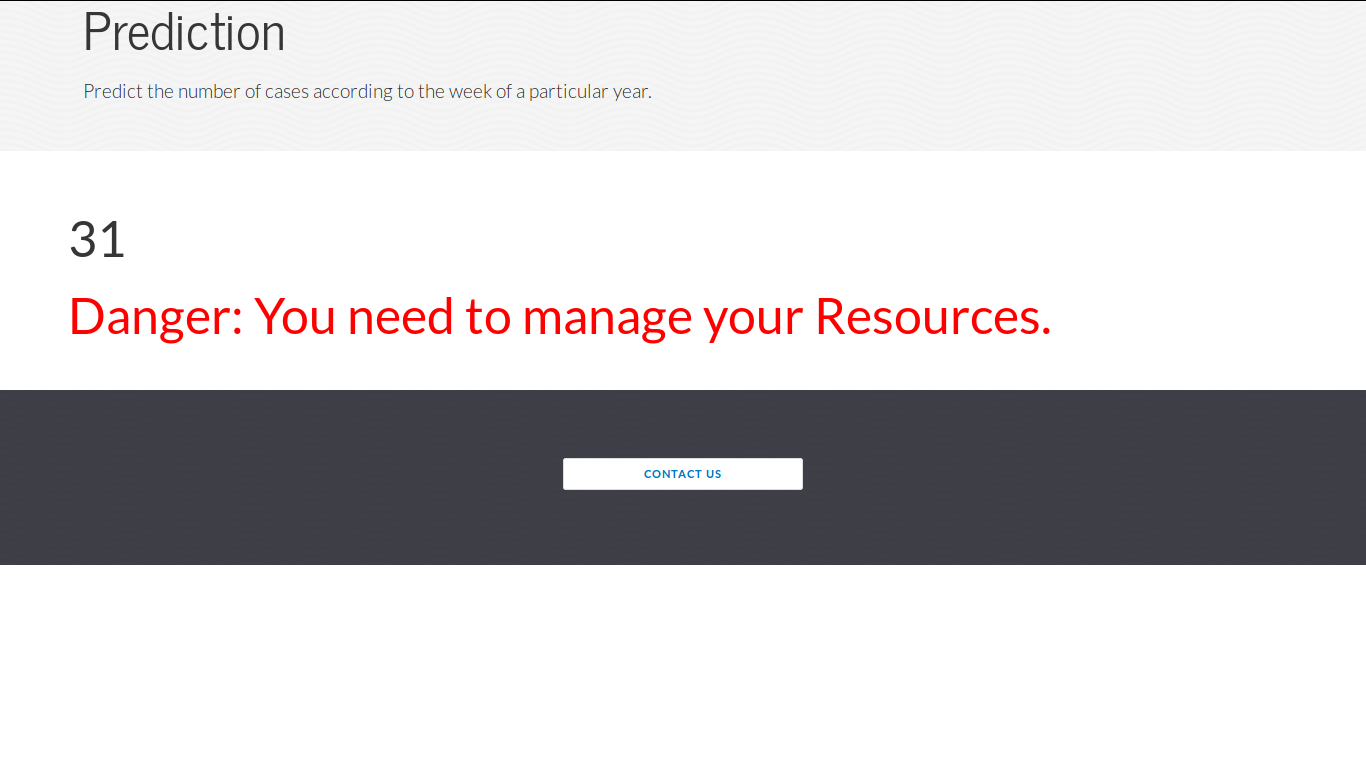 Prediction
Predict the number of cases according to the week of a particular year.
31
Danger: You need to manage your Resources.
CONTACT US